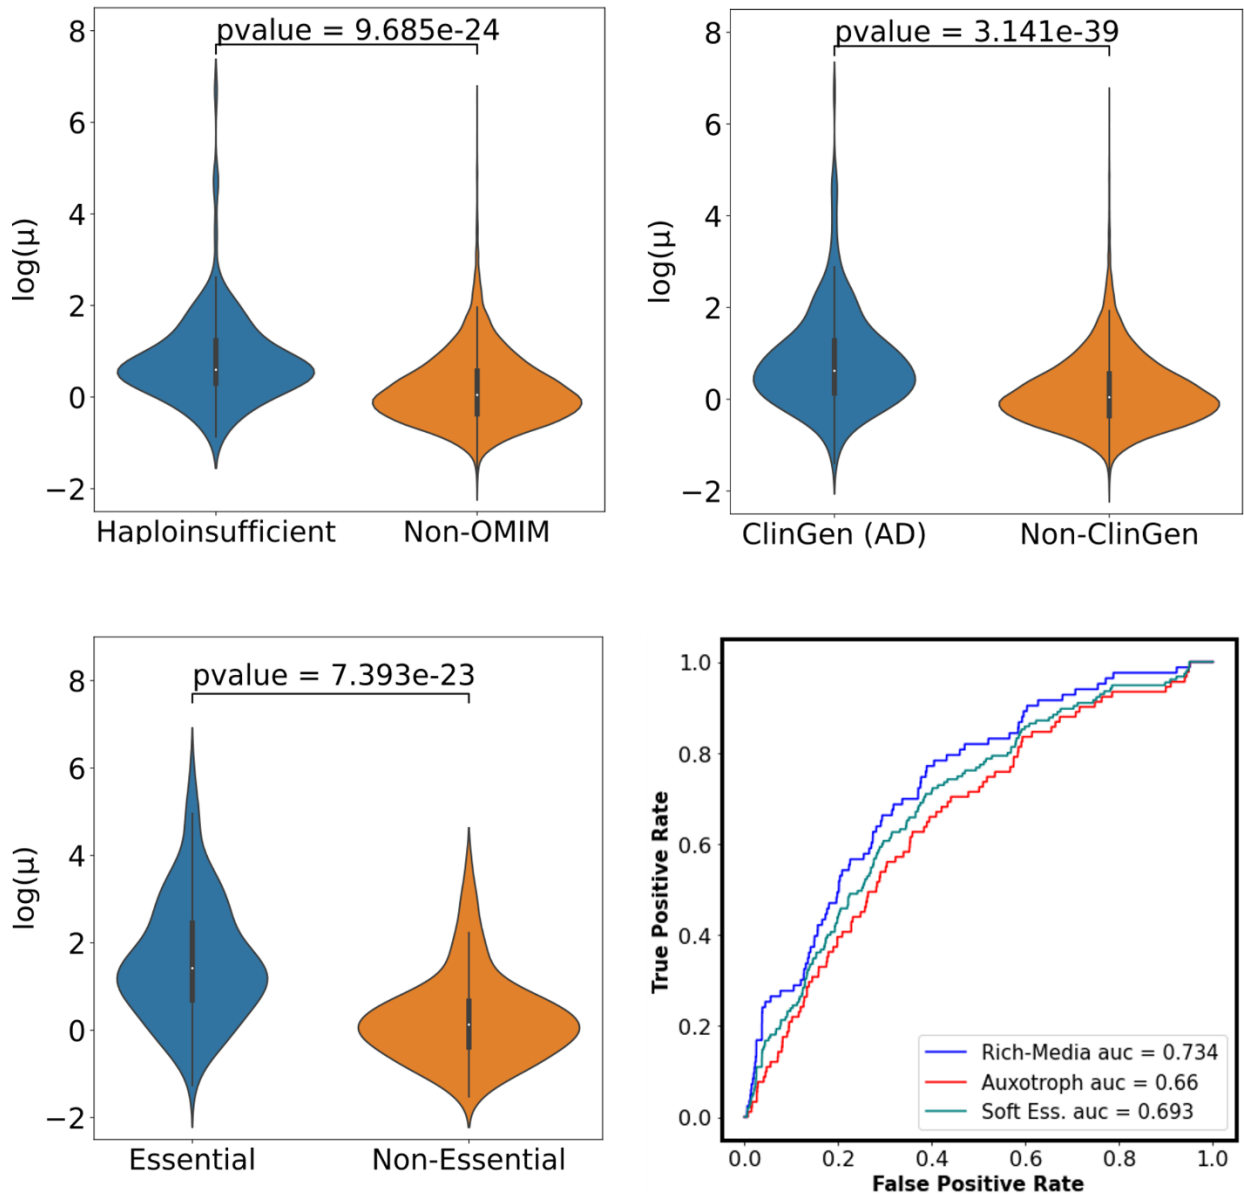 pvalue = 9.685e-24
8
6
4
2
0
−2
log(μ)
Haploinsufficient
Non-OMIM
pvalue = 3.141e-39
8
6
4
2
0
−2
log(μ)
ClinGen (AD)
Non-ClinGen
pvalue = 7.393e-23
8
6
4
2
0
−2
log(μ)
Essential
Non-Essential
1.0
0.8
0.6
0.4
0.2
0.0
True Positive Rate
Rich-Media auc = 0.734
Auxotroph auc = 0.66
Soft Ess. auc = 0.693
0.0
0.2
0.4
0.6
0.8
1.0
False Positive Rate